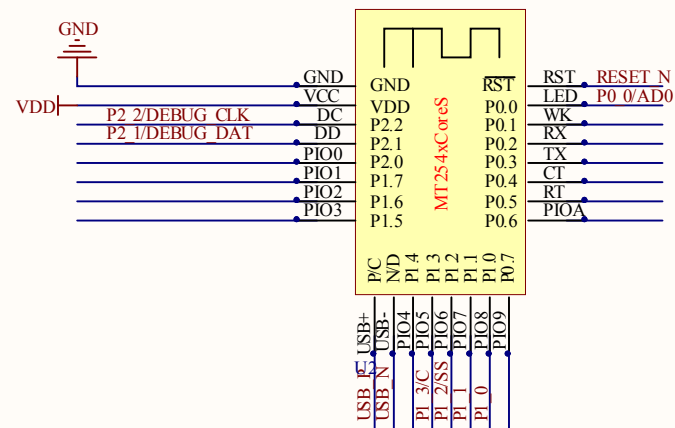 GND
VDD
GND
VCC
P2_2/DEBUG_CLK DC
P2_1/DEBUG_DAT DD
PIO0
PIO1
PIO2
PIO3
GND
VDD
P2.2
P2.1
P2.0
P1.7
P1.6
P1.5
MT254xCoreS
RST
P0.0
P0.1
P0.2
P0.3
P0.4
P0.5
P0.6
RST RESET_N
LED P0_0/AD0
WK
RX
TX
CT
RT
PIOA
P/C
N/D
P1.4
P1.3
P1.2
P1.1
P1.0
P0.7
USB+
USB-
PIO4
PIO5
PIO6
PIO7
PIO8
PIO9
U2
USB_P
USB_N
P1_3/C
P1_2/SS
P1_1
P1_0